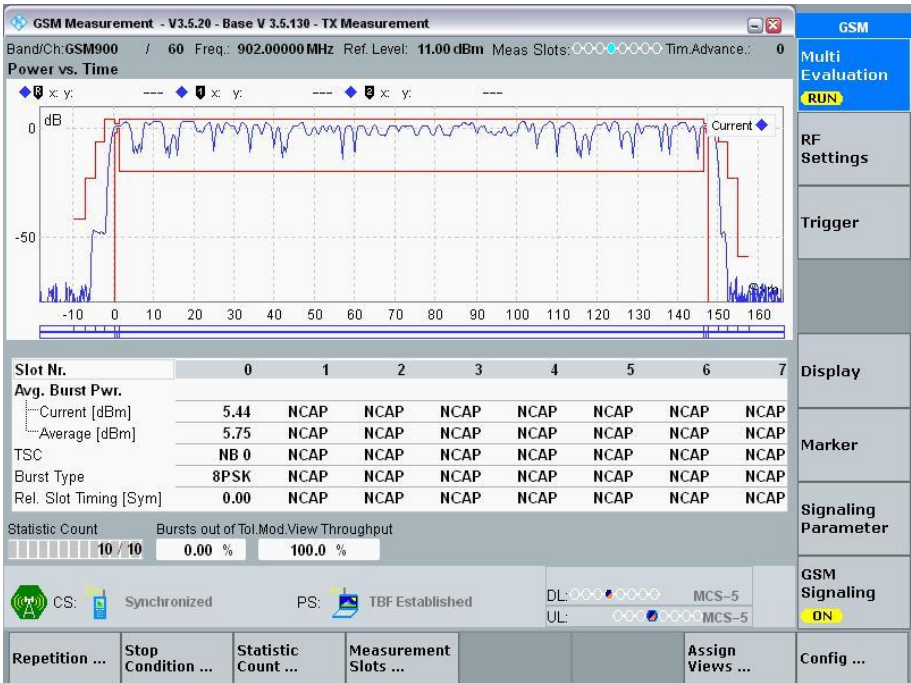 GSM Measurement - V3.5.20 - Base V 3.5.130 - TX Measurement
GSM
Band/Ch:GSM900 / 60 Freq.: 902.00000 MHz Ref. Level: 11.00 dBm Meas Slots: Tim.Advance.: 0
Power vs. Time
Multi Evaluation
RUN
R x: y: --- 1 x: y: --- 2 x: y: ---
dB
Current
0
-50
-10 0 10 20 30 40 50 60 70 80 90 100 110 120 130 140 150 160
RF Settings
Trigger
Slot Nr. 0 1 2 3 4 5 6 7
Avg. Burst Pwr.
Current [dBm] 5.44 NCAP NCAP NCAP NCAP NCAP NCAP NCAP
Average [dBm] 5.75 NCAP NCAP NCAP NCAP NCAP NCAP NCAP
TSC NB 0 NCAP NCAP NCAP NCAP NCAP NCAP NCAP
Burst Type 8PSK NCAP NCAP NCAP NCAP NCAP NCAP NCAP
Rel. Slot Timing [Sym] 0.00 NCAP NCAP NCAP NCAP NCAP NCAP NCAP
Display
Marker
Signaling Parameter
Statistic Count Bursts out of Tol. Mod.View Throughput
10 / 10 0.00 % 100.0 %
CS: Synchronized PS: TBF Established DL: MCS-5
UL: MCS-5
GSM Signaling
ON
Repetition ...
Stop Condition ...
Statistic Count ...
Measurement Slots ...
Assign Views ...
Config ...